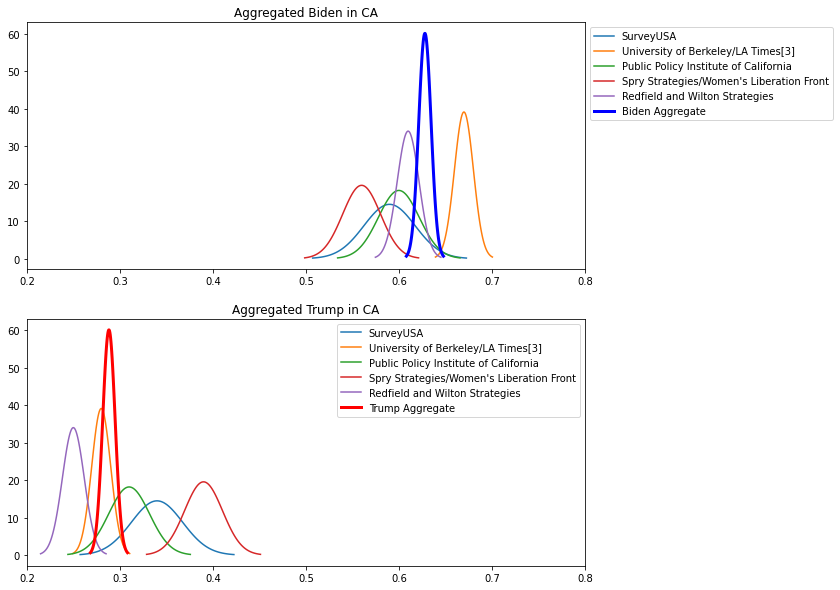 Aggregated Biden in CA
60
50
40
30
20
10
0
0.2 0.3 0.4 0.5 0.6 0.7 0.8
SurveyUSA
University of Berkeley/LA Times[3]
Public Policy Institute of California
Spry Strategies/Women's Liberation Front
Redfield and Wilton Strategies
Biden Aggregate
Aggregated Trump in CA
60
50
40
30
20
10
0
0.2 0.3 0.4 0.5 0.6 0.7 0.8
SurveyUSA
University of Berkeley/LA Times[3]
Public Policy Institute of California
Spry Strategies/Women's Liberation Front
Redfield and Wilton Strategies
Trump Aggregate